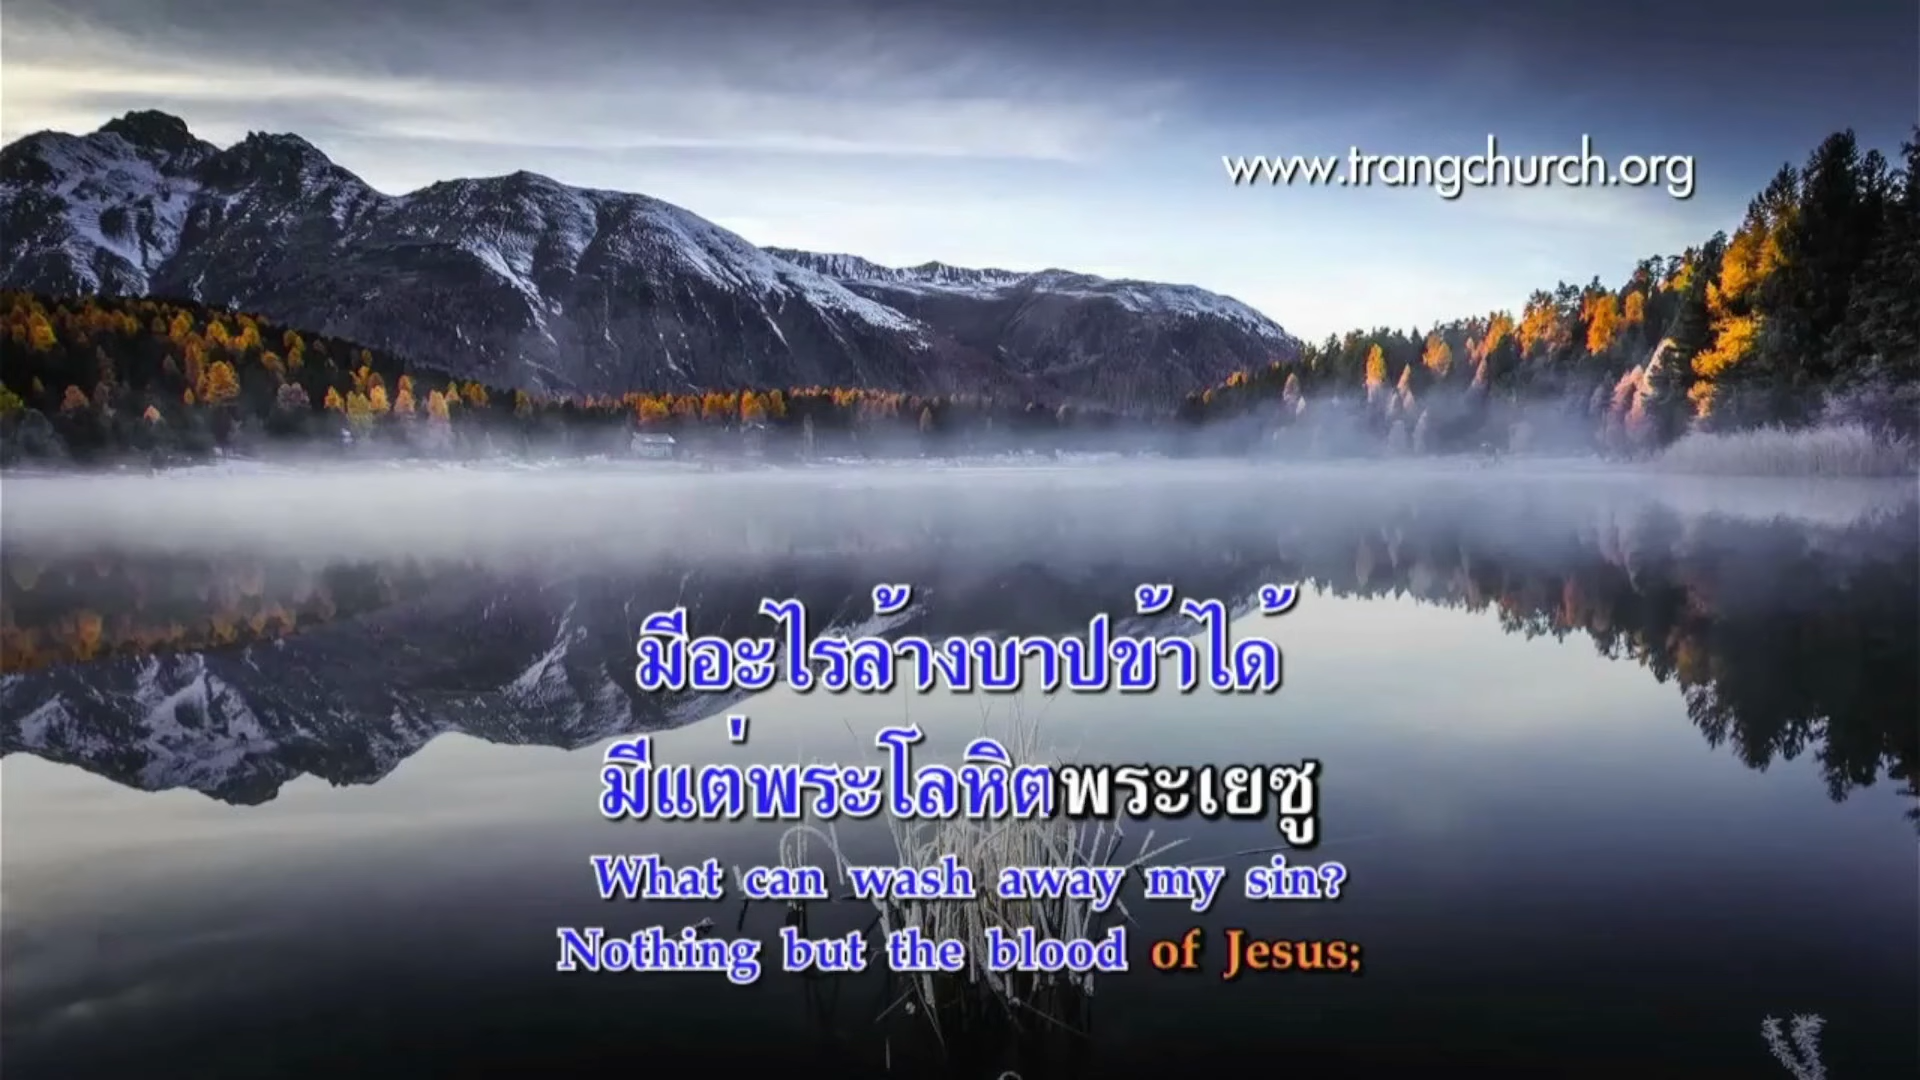 www.trangchurch.org
มีอะไรล้างบาปข้าได้
มีแต่พระโลหิตพระเยซู
What can wash away my sin?
Nothing but the blood of Jesus;